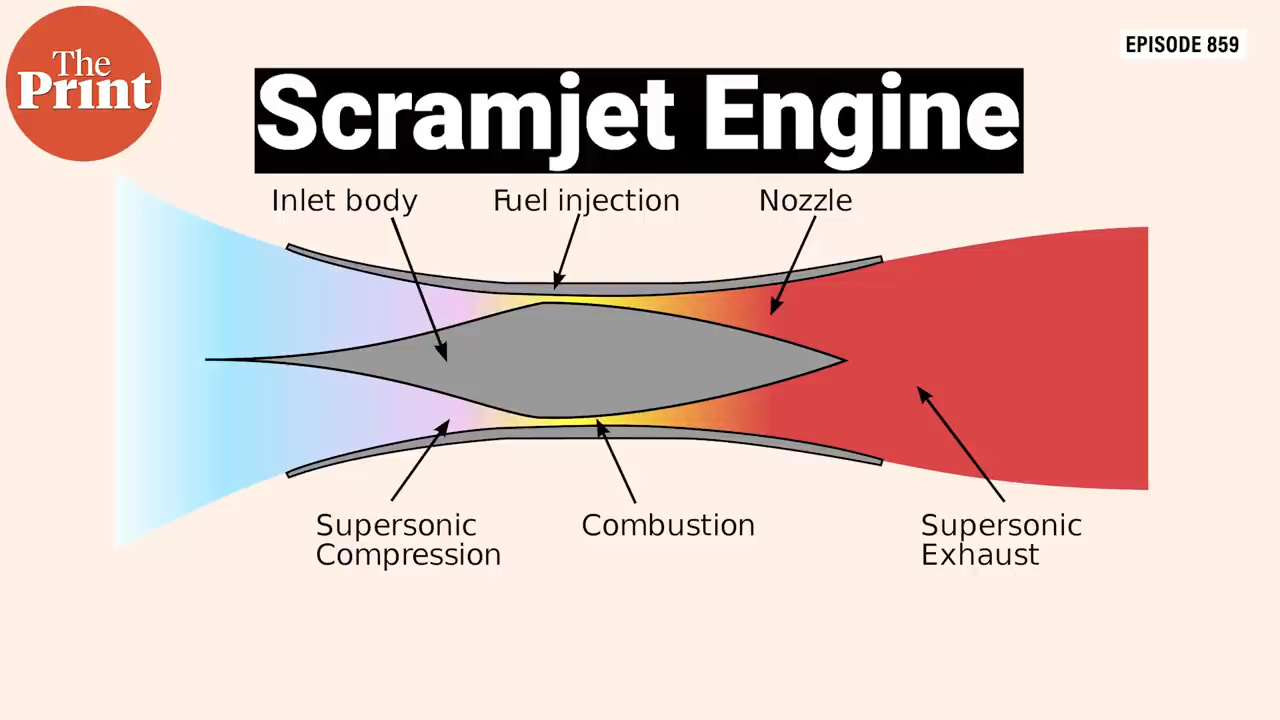 The
Print
EPISODE 859
Scramjet Engine
Inlet body
Fuel injection
Nozzle
Supersonic
Compression
Combustion
Supersonic
Exhaust